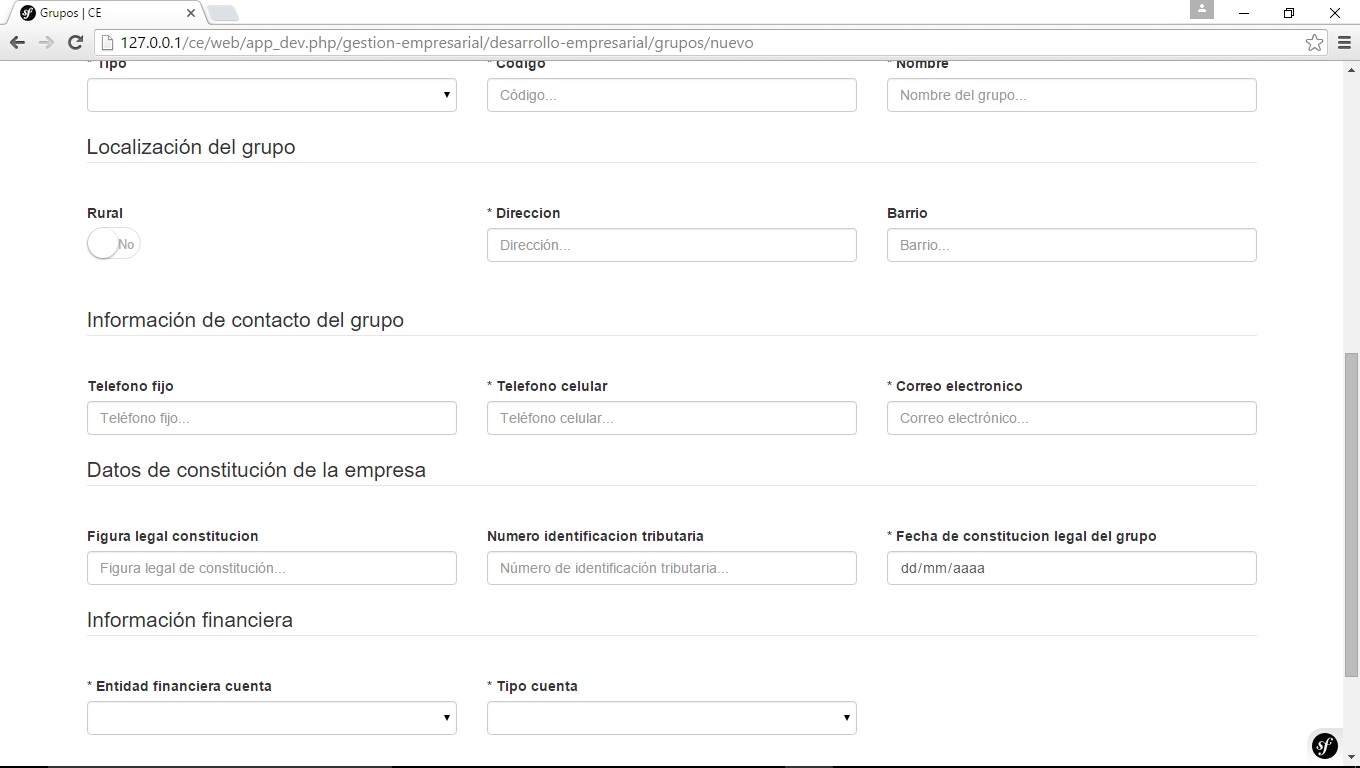 Grupos | CE
127.0.0.1/ce/web/app_dev.php/gestion-empresarial/desarrollo-empresarial/grupos/nuevo
* Tipo * Código * Nombre
Código... Nombre del grupo...
Localización del grupo
Rural * Direccion Barrio
No Dirección... Barrio...
Información de contacto del grupo
Telefono fijo * Telefono celular * Correo electronico
Teléfono fijo... Teléfono celular... Correo electrónico...
Datos de constitución de la empresa
Figura legal constitucion Numero identificacion tributaria * Fecha de constitucion legal del grupo
Figura legal de constitución... Número de identificación tributaria... dd/mm/aaaa
Información financiera
* Entidad financiera cuenta * Tipo cuenta
sf